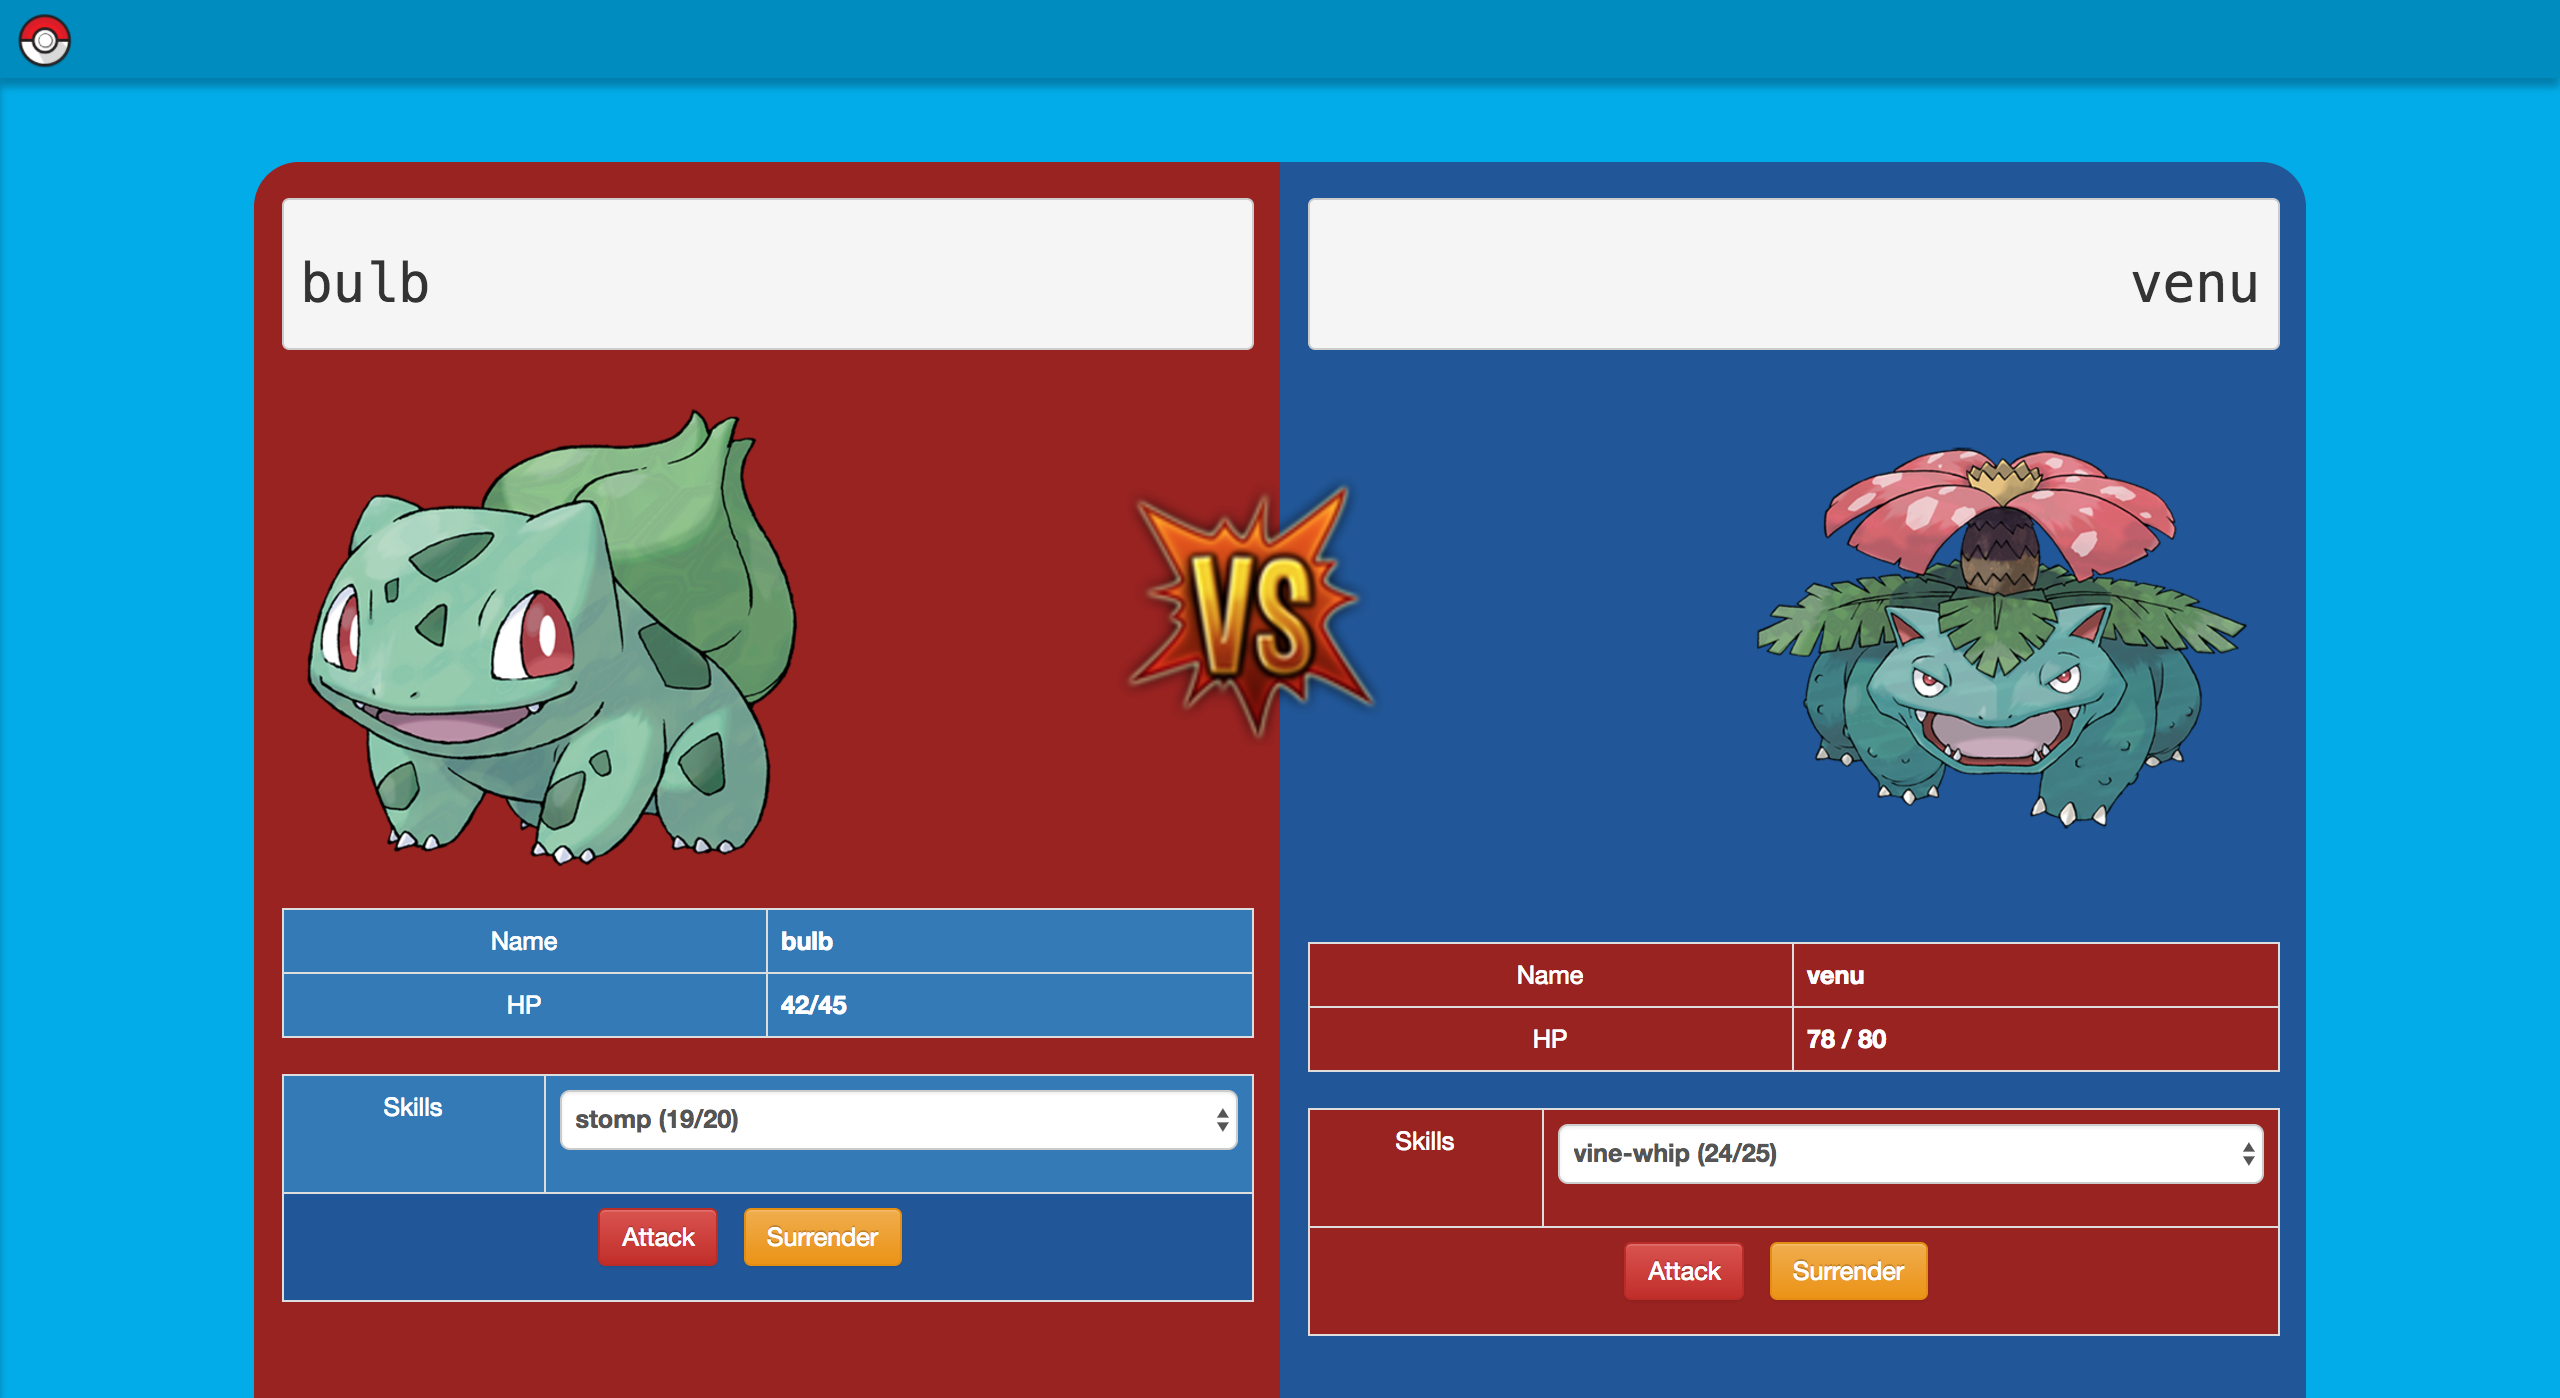 bulb
venu
VS
Name bulb
HP 42/45
Skills stomp (19/20)
Attack Surrender
Name venu
HP 78 / 80
Skills vine-whip (24/25)
Attack Surrender